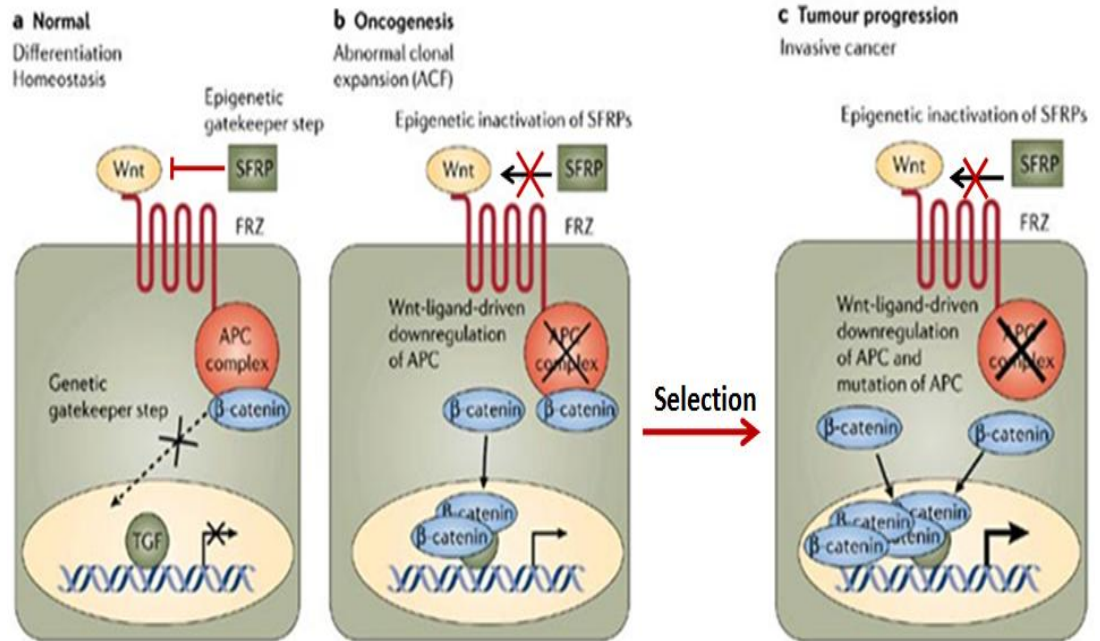 a Normal
Differentiation
Homeostasis
Epigenetic
gatekeeper step
Wnt
SFRP
FRZ
APC
complex
β-catenin
Genetic
gatekeeper step
TGF
b Oncogenesis
Abnormal clonal
expansion (ACF)
Epigenetic inactivation of SFRPs
Wnt
SFRP
FRZ
Wnt-ligand-driven
downregulation
of APC
APC
complex
β-catenin
β-catenin
β-catenin
β-catenin
Selection
c Tumour progression
Invasive cancer
Epigenetic inactivation of SFRPs
Wnt
SFRP
FRZ
Wnt-ligand-driven
downregulation
of APC and
mutation of APC
APC
complex
β-catenin
β-catenin
β-catenin
catenin
β-catenin
atenin